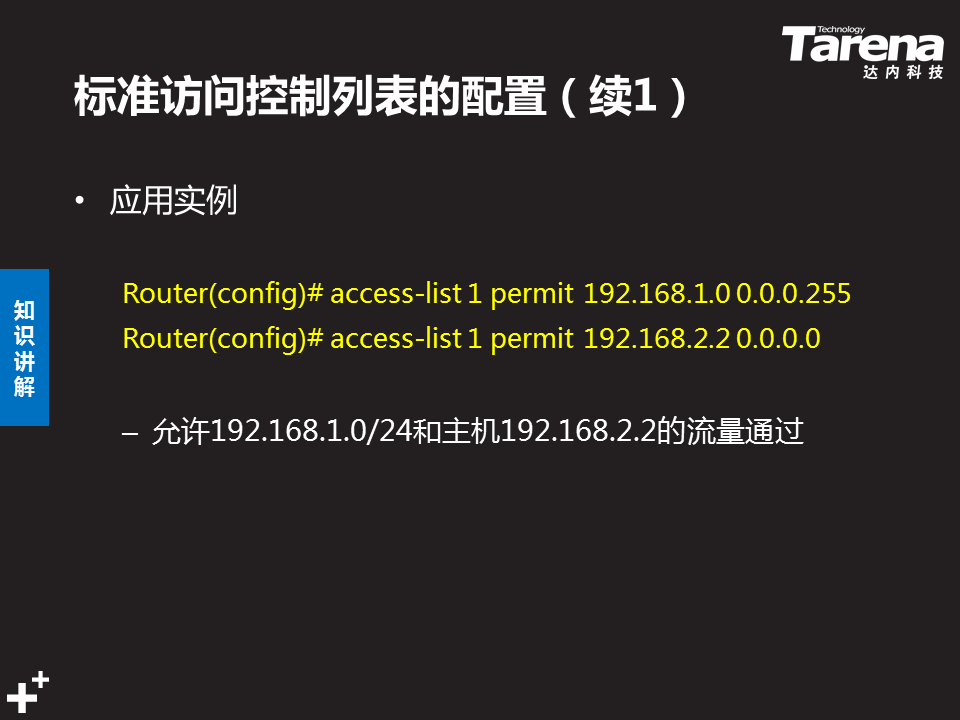 Technology
Tarena
达内科技
标准访问控制列表的配置（续1）
• 应用实例
Router(config)# access-list 1 permit 192.168.1.0 0.0.0.255
Router(config)# access-list 1 permit 192.168.2.2 0.0.0.0
知识讲解
– 允许192.168.1.0/24和主机192.168.2.2的流量通过